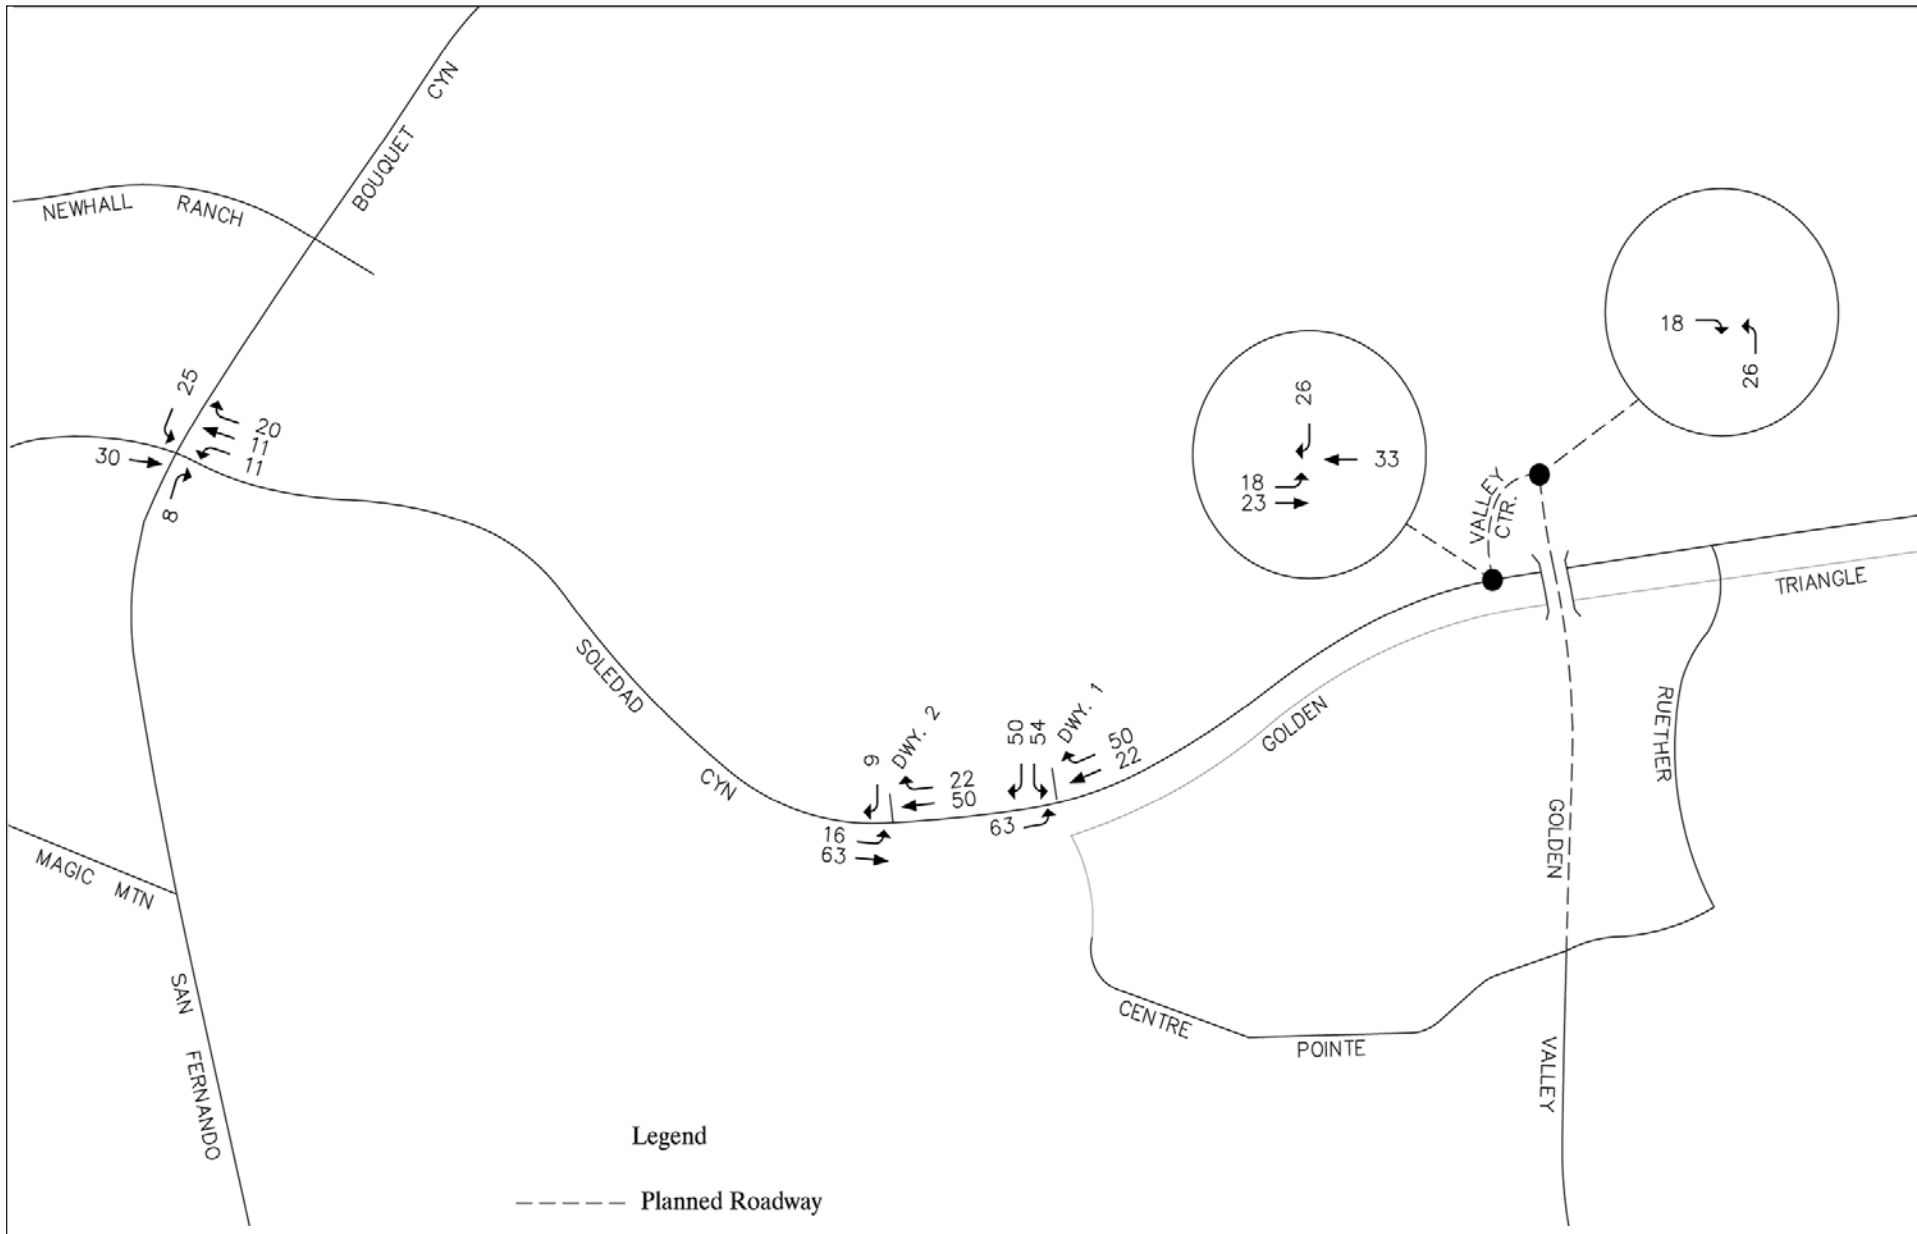 BOUQUET CYN
NEWHALL RANCH
25
20
11
11
30
8
26
33
18
23
18
26
VALLEY
CTR.
TRIANGLE
SOLEDAD CYN
GOLDEN
RUETHER
DWY. 1
50
54
50
22
63
DWY. 2
9
22
50
16
63
MAGIC MTN
GOLDEN VALLEY
SAN FERNANDO
CENTRE POINTE
Legend
Planned Roadway